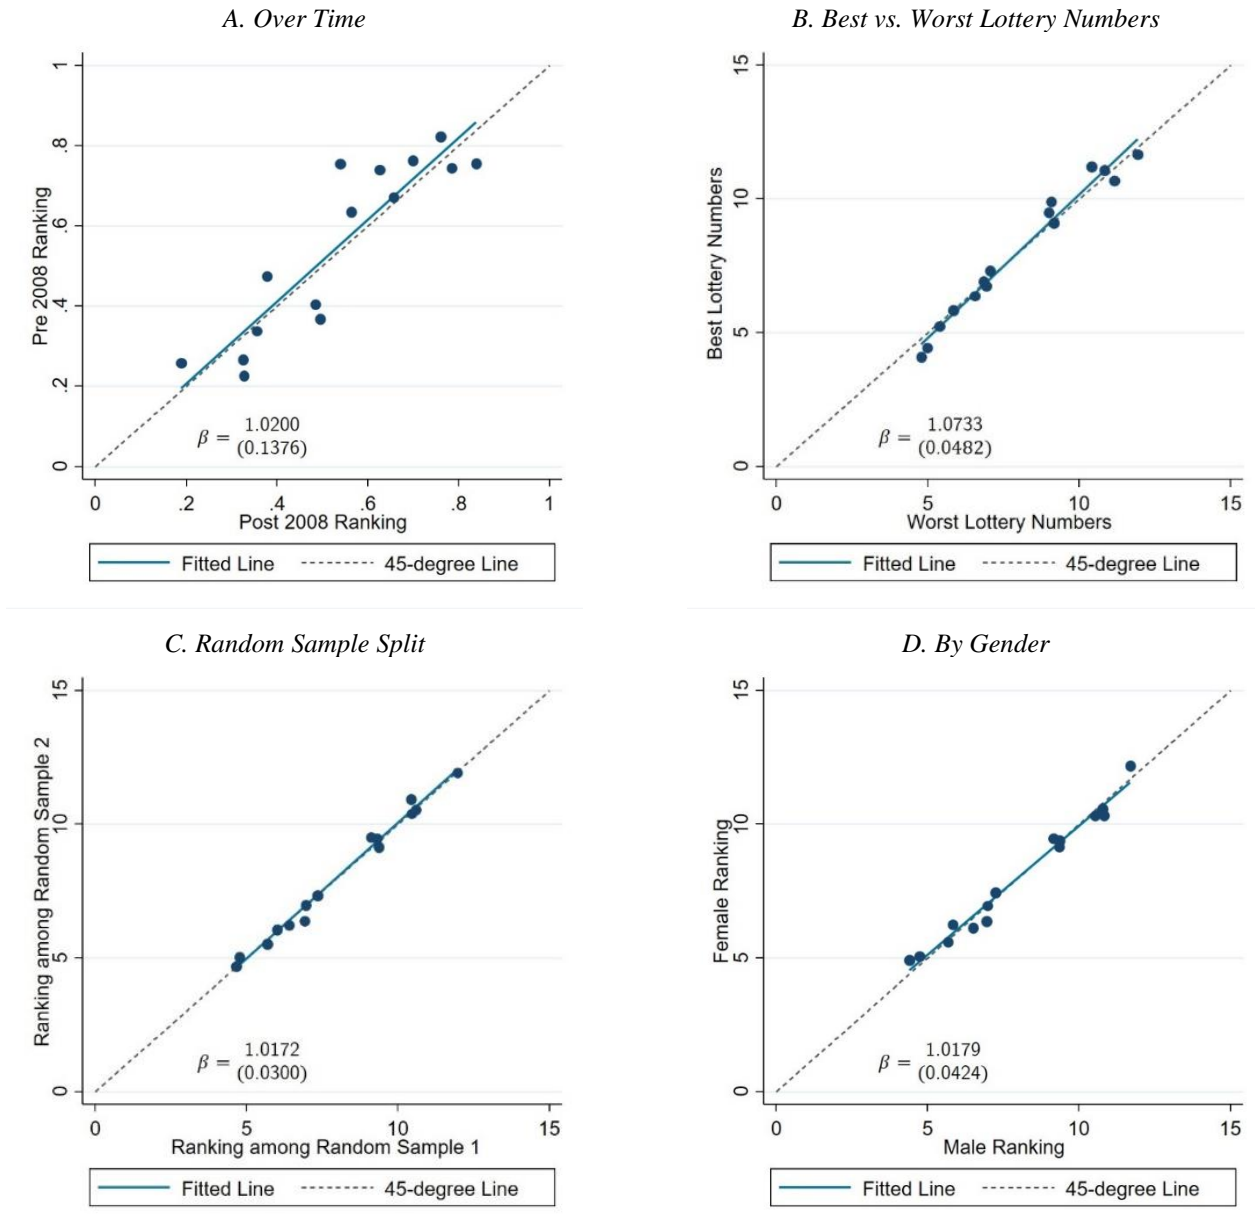 A. Over Time
Pre 2008 Ranking
1
.8
.6
.4
.2
0
β = 1.0200
(0.1376)
0 .2 .4 .6 .8 1
Post 2008 Ranking
Fitted Line 45-degree Line
B. Best vs. Worst Lottery Numbers
Best Lottery Numbers
15
10
5
0
β = 1.0733
(0.0482)
0 5 10 15
Worst Lottery Numbers
Fitted Line 45-degree Line
C. Random Sample Split
Ranking among Random Sample 2
15
10
5
0
β = 1.0172
(0.0300)
0 5 10 15
Ranking among Random Sample 1
Fitted Line 45-degree Line
D. By Gender
Female Ranking
15
10
5
0
β = 1.0179
(0.0424)
0 5 10 15
Male Ranking
Fitted Line 45-degree Line